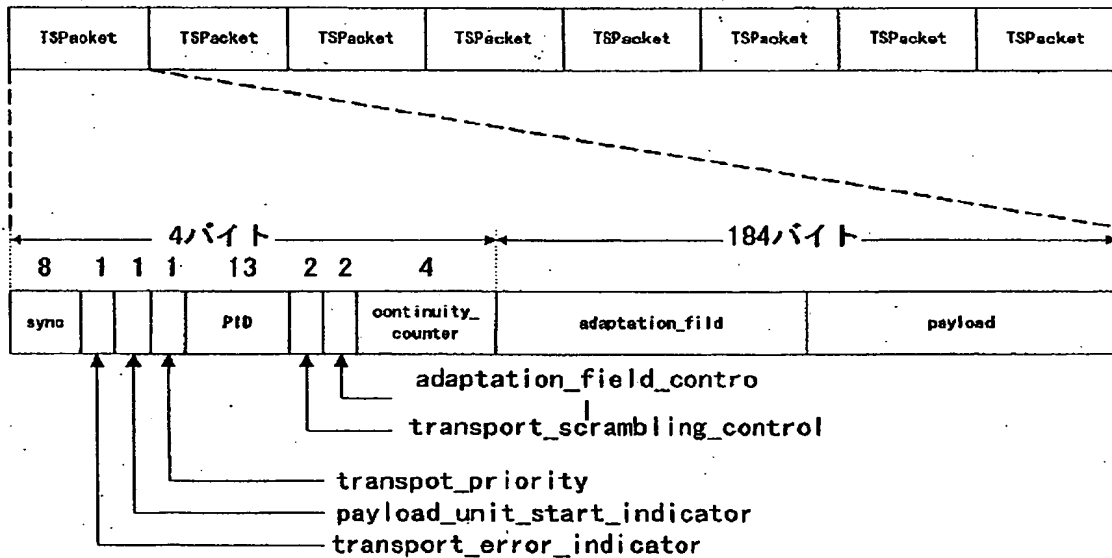 TSPacket TSPacket TSPacket TSPacket TSPacket TSPacket TSPacket TSPacket
4バイト 184バイト
8 1 1 1 13 2 2 4
sync PID continuity_
counter adaptation_fild payload
adaptation_field_contro
l
transport_scrambling_control
transpot_priority
payload_unit_start_indicator
transport_error_indicator